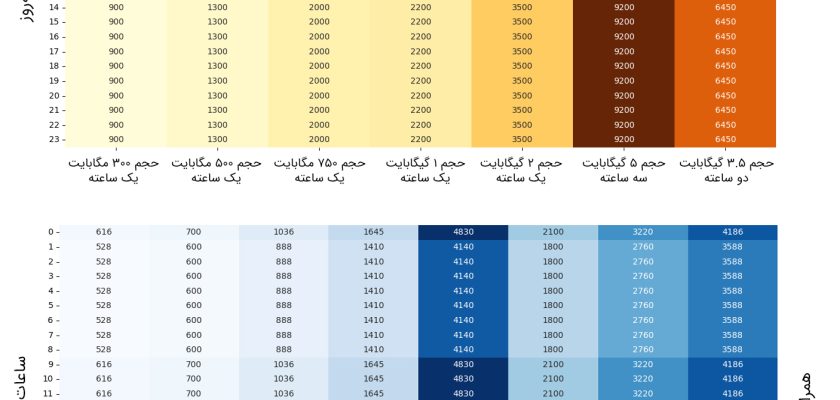 14 900 1300 2000 2200 3500 9200 6450
15 900 1300 2000 2200 3500 9200 6450
16 900 1300 2000 2200 3500 9200 6450
17 900 1300 2000 2200 3500 9200 6450
18 900 1300 2000 2200 3500 9200 6450
19 900 1300 2000 2200 3500 9200 6450
20 900 1300 2000 2200 3500 9200 6450
21 900 1300 2000 2200 3500 9200 6450
22 900 1300 2000 2200 3500 9200 6450
23 900 1300 2000 2200 3500 9200 6450
حجم ۳۰۰ مگابایت
یک ساعته
حجم ۵۰۰ مگابایت
یک ساعته
حجم ۷۵۰ مگابایت
یک ساعته
حجم ۱ گیگابایت
یک ساعته
حجم ۲ گیگابایت
یک ساعته
حجم ۵ گیگابایت
سه ساعته
حجم ۳.۵ گیگابایت
دو ساعته
0 616 700 1036 1645 4830 2100 3220 4186
1 528 600 888 1410 4140 1800 2760 3588
2 528 600 888 1410 4140 1800 2760 3588
3 528 600 888 1410 4140 1800 2760 3588
4 528 600 888 1410 4140 1800 2760 3588
5 528 600 888 1410 4140 1800 2760 3588
6 528 600 888 1410 4140 1800 2760 3588
7 528 600 888 1410 4140 1800 2760 3588
8 528 600 888 1410 4140 1800 2760 3588
9 616 700 1036 1645 4830 2100 3220 4186
10 616 700 1036 1645 4830 2100 3220 4186
11 616 700 1036 1645 4830 2100 3220 4186
ساعات